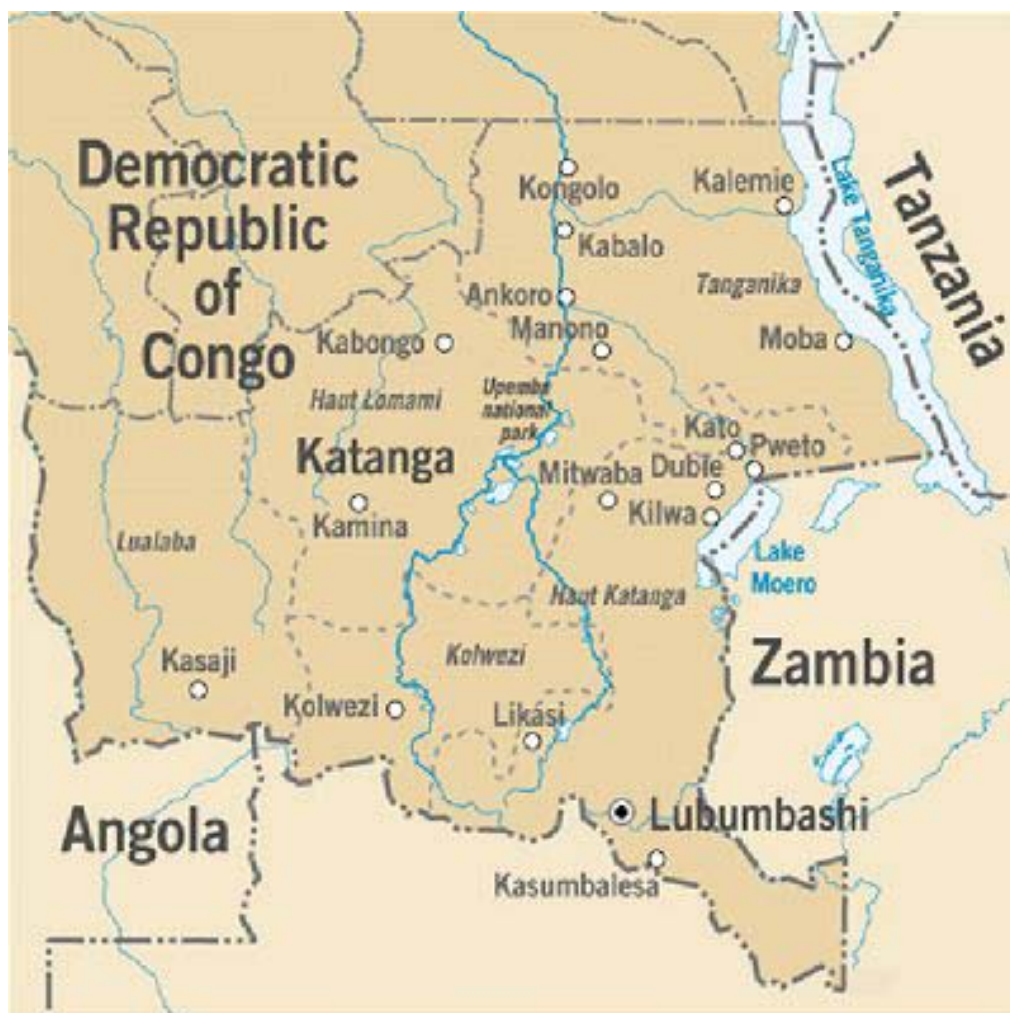 Democratic
Republic
of
Congo
Kongolo
Kalemie
Lake Tanganika
Tanzania
Kabalo
Tanganika
Ankoro
Manono
Moba
Kabongo
Haut Lomami
Upemba
national
park
Katanga
Kato
Pweto
Mitwaba
Dubie
Kilwa
Kamina
Lualaba
Lake
Moero
Haut Katanga
Kasaji
Kolwezi
Zambia
Kolwezi
Likási
Angola
Lubumbashi
Kasumbalesa